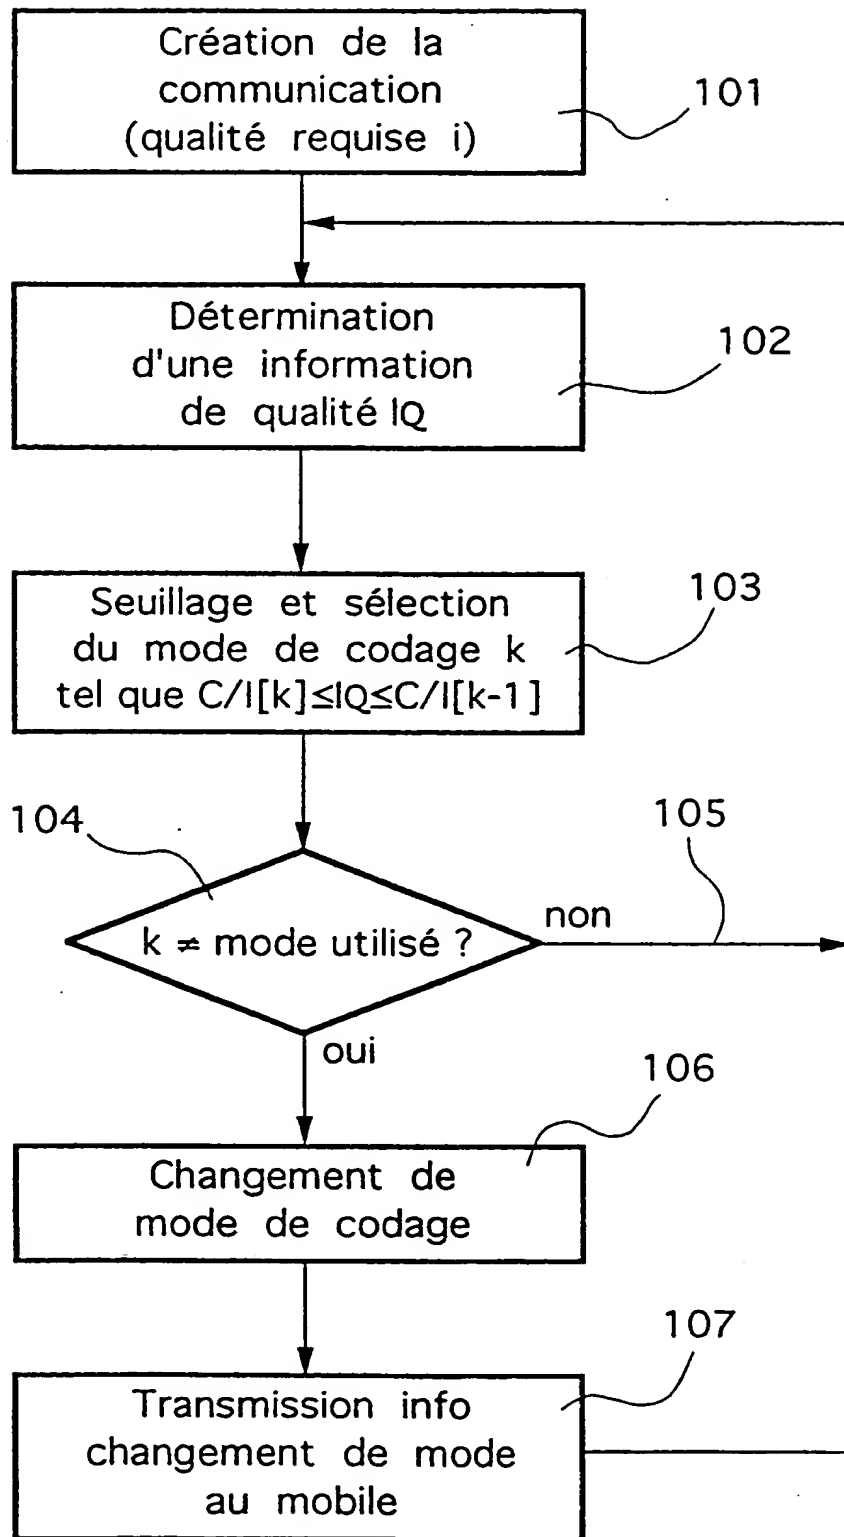 Création de la
communication
(qualité requise i)
101
Détermination
d'une information
de qualité IQ
102
Seuillage et sélection
du mode de codage k
tel que C/I[k]≤IQ≤C/I[k-1]
103
104
k ≠ mode utilisé ?
non
105
oui
106
Changement de
mode de codage
107
Transmission info
changement de mode
au mobile